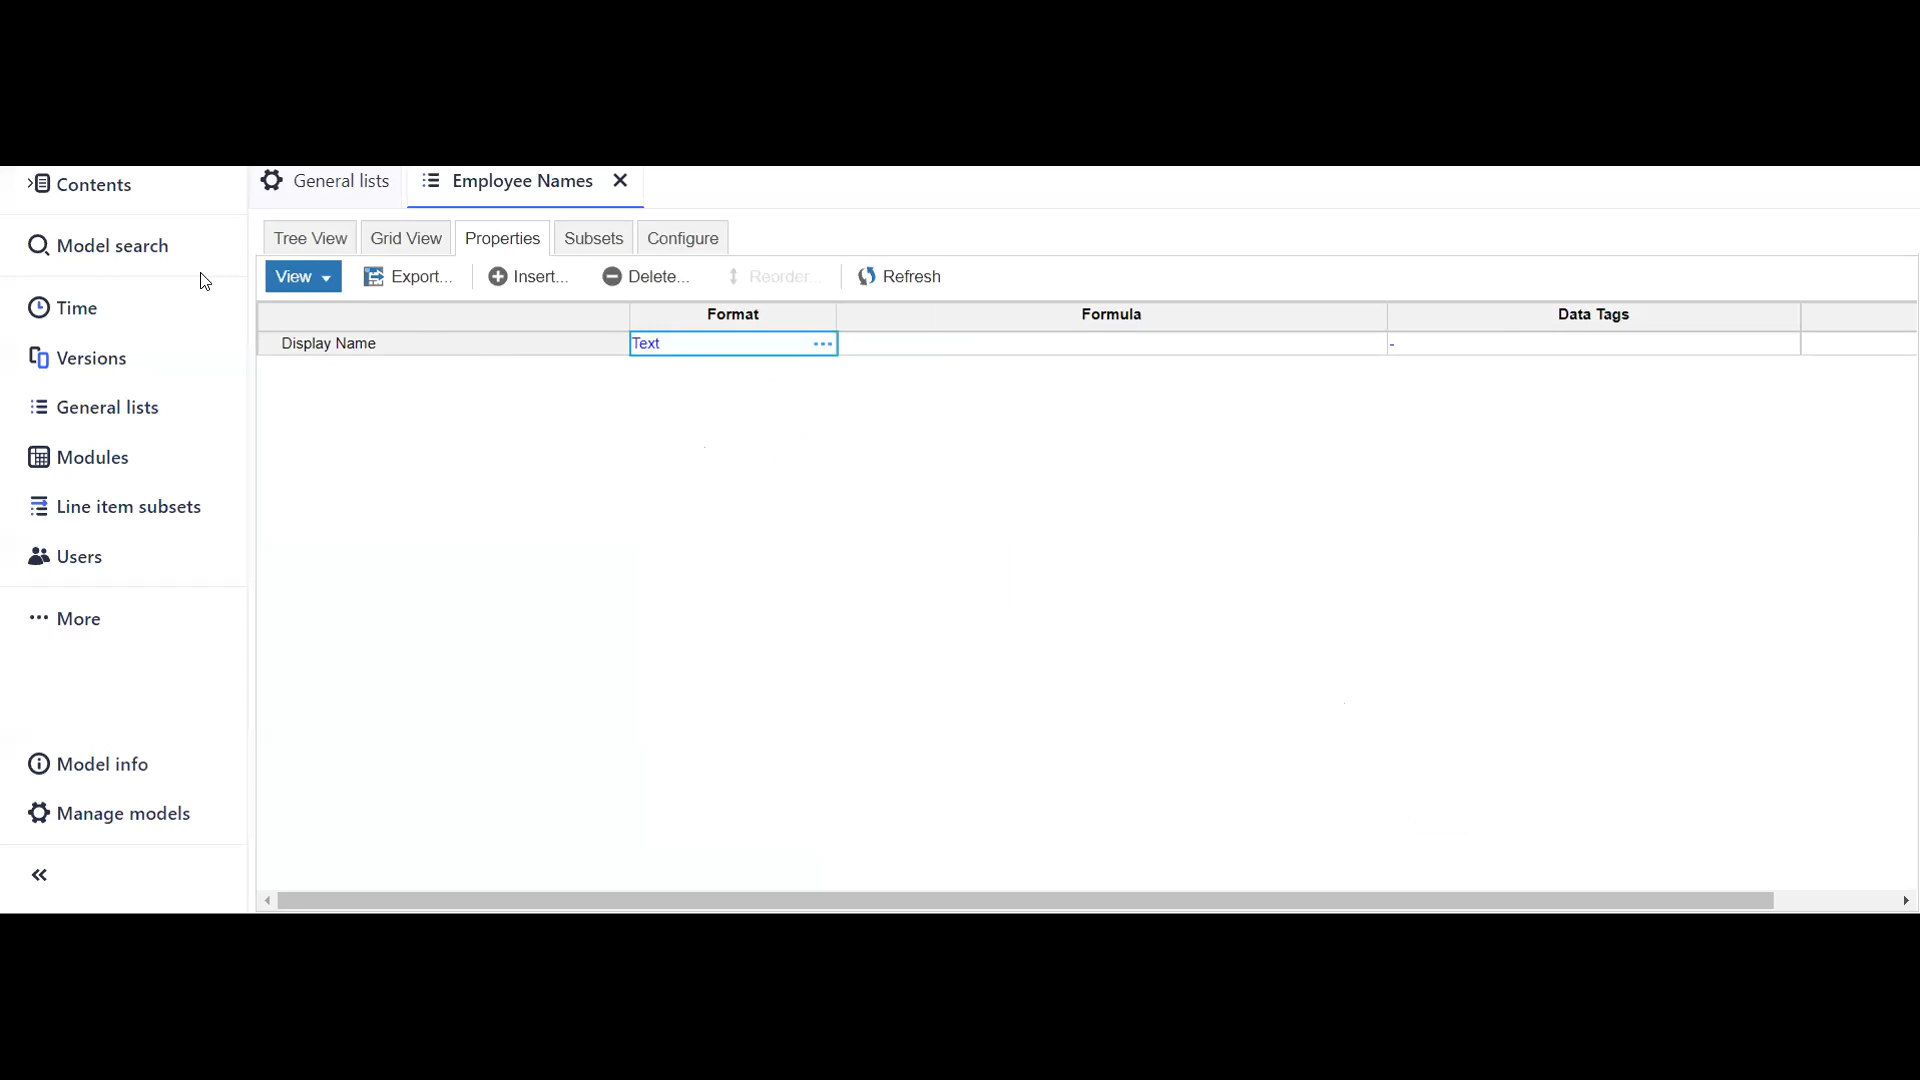 Contents
Model search
Time
Versions
General lists
Modules
Line item subsets
Users
More
Model info
Manage models
General lists
Employee Names
Tree View
Grid View
Properties
Subsets
Configure
View
Export...
Insert...
Delete...
Reorder...
Refresh
Format
Formula
Data Tags
Display Name
Text
-